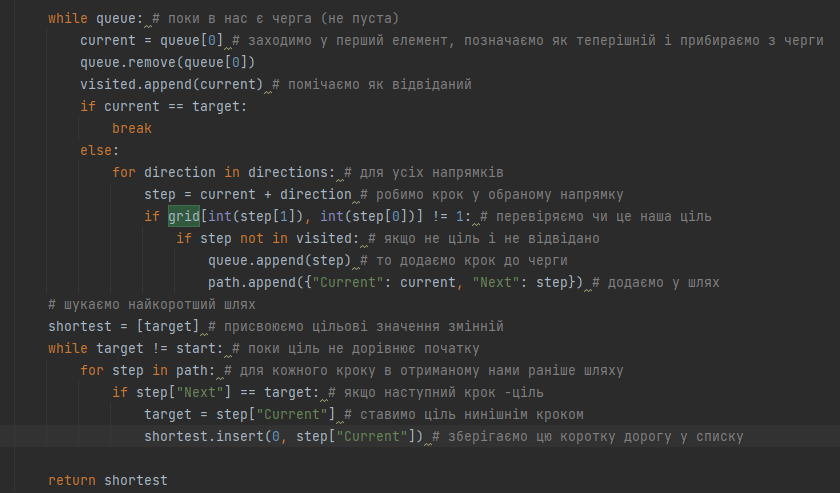 while queue: # поки в нас є черга (не пуста)
current = queue[0] # заходимо у перший елемент, позначаємо як теперішній і прибираємо з черги
queue.remove(queue[0])
visited.append(current) # помічаємо як відвіданий
if current == target:
break
else:
for direction in directions: # для усіх напрямків
step = current + direction # робимо крок у обраному напрямку
if grid[int(step[1]), int(step[0])] != 1: # перевіряємо чи це наша ціль
if step not in visited: # якщо не ціль і не відвідано
queue.append(step) # то додаємо крок до черги
path.append({"Current": current, "Next": step}) # додаємо у шлях
# шукаємо найкоротший шлях
shortest = [target] # присвоюємо цільові значення змінній
while target != start: # поки ціль не дорівнює початку
for step in path: # для кожного кроку в отриманому нами раніше шляху
if step["Next"] == target: # якщо наступний крок -ціль
target = step["Current"] # ставимо ціль нинішнім кроком
shortest.insert(0, step["Current"]) # зберігаємо цю коротку дорогу у списку
return shortest